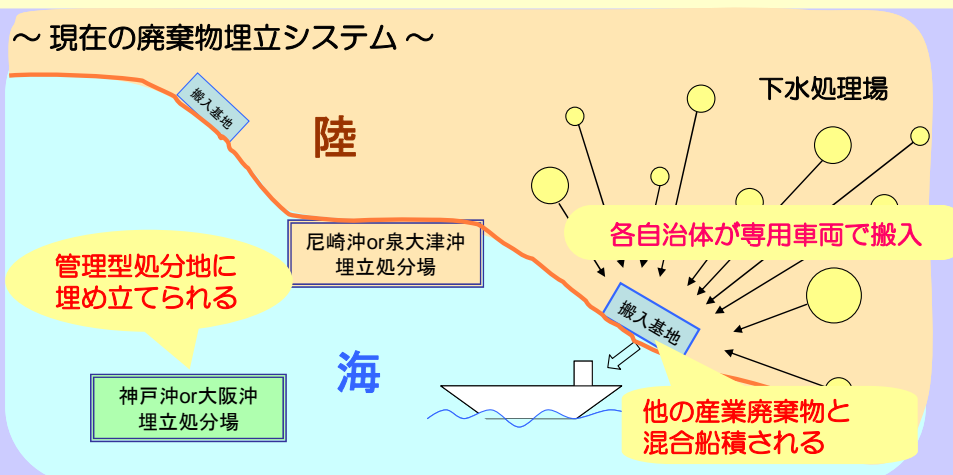 ～ 現在の廃棄物埋立システム ～
下水処理場
搬入基地
陸
各自治体が専用車両で搬入
尼崎沖or泉大津沖
埋立処分場
管理型処分地に
埋め立てられる
搬入基地
海
神戸沖or大阪沖
埋立処分場
他の産業廃棄物と
混合船積される